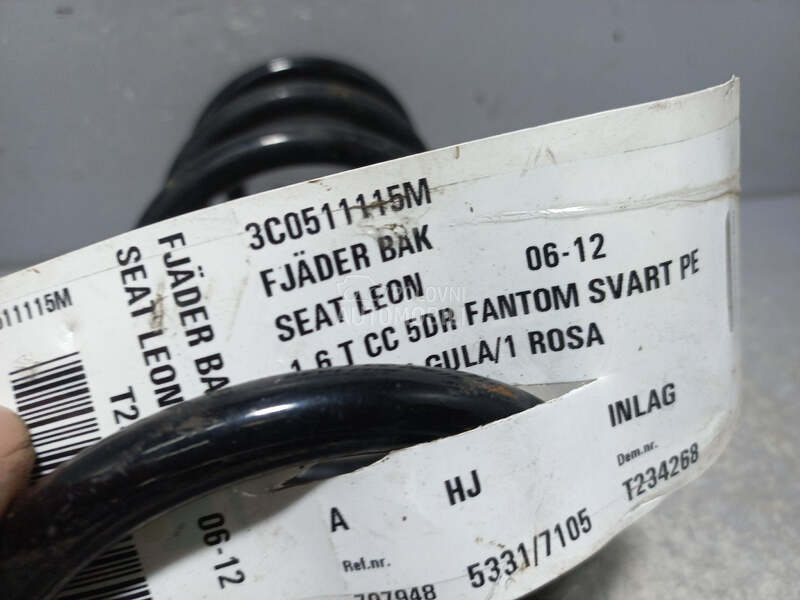 3C0511115M
FJÄDER BAK
SEAT LEON 06-12
1.6 T CC 5DR FANTOM SVART PE
GULA/1 ROSA
INLAG
Dem.nr.
T234268
HJ
5331/7105
A
Ref.nr.
707948
511115M
FJÄDER BA
SEAT LEON
06-12